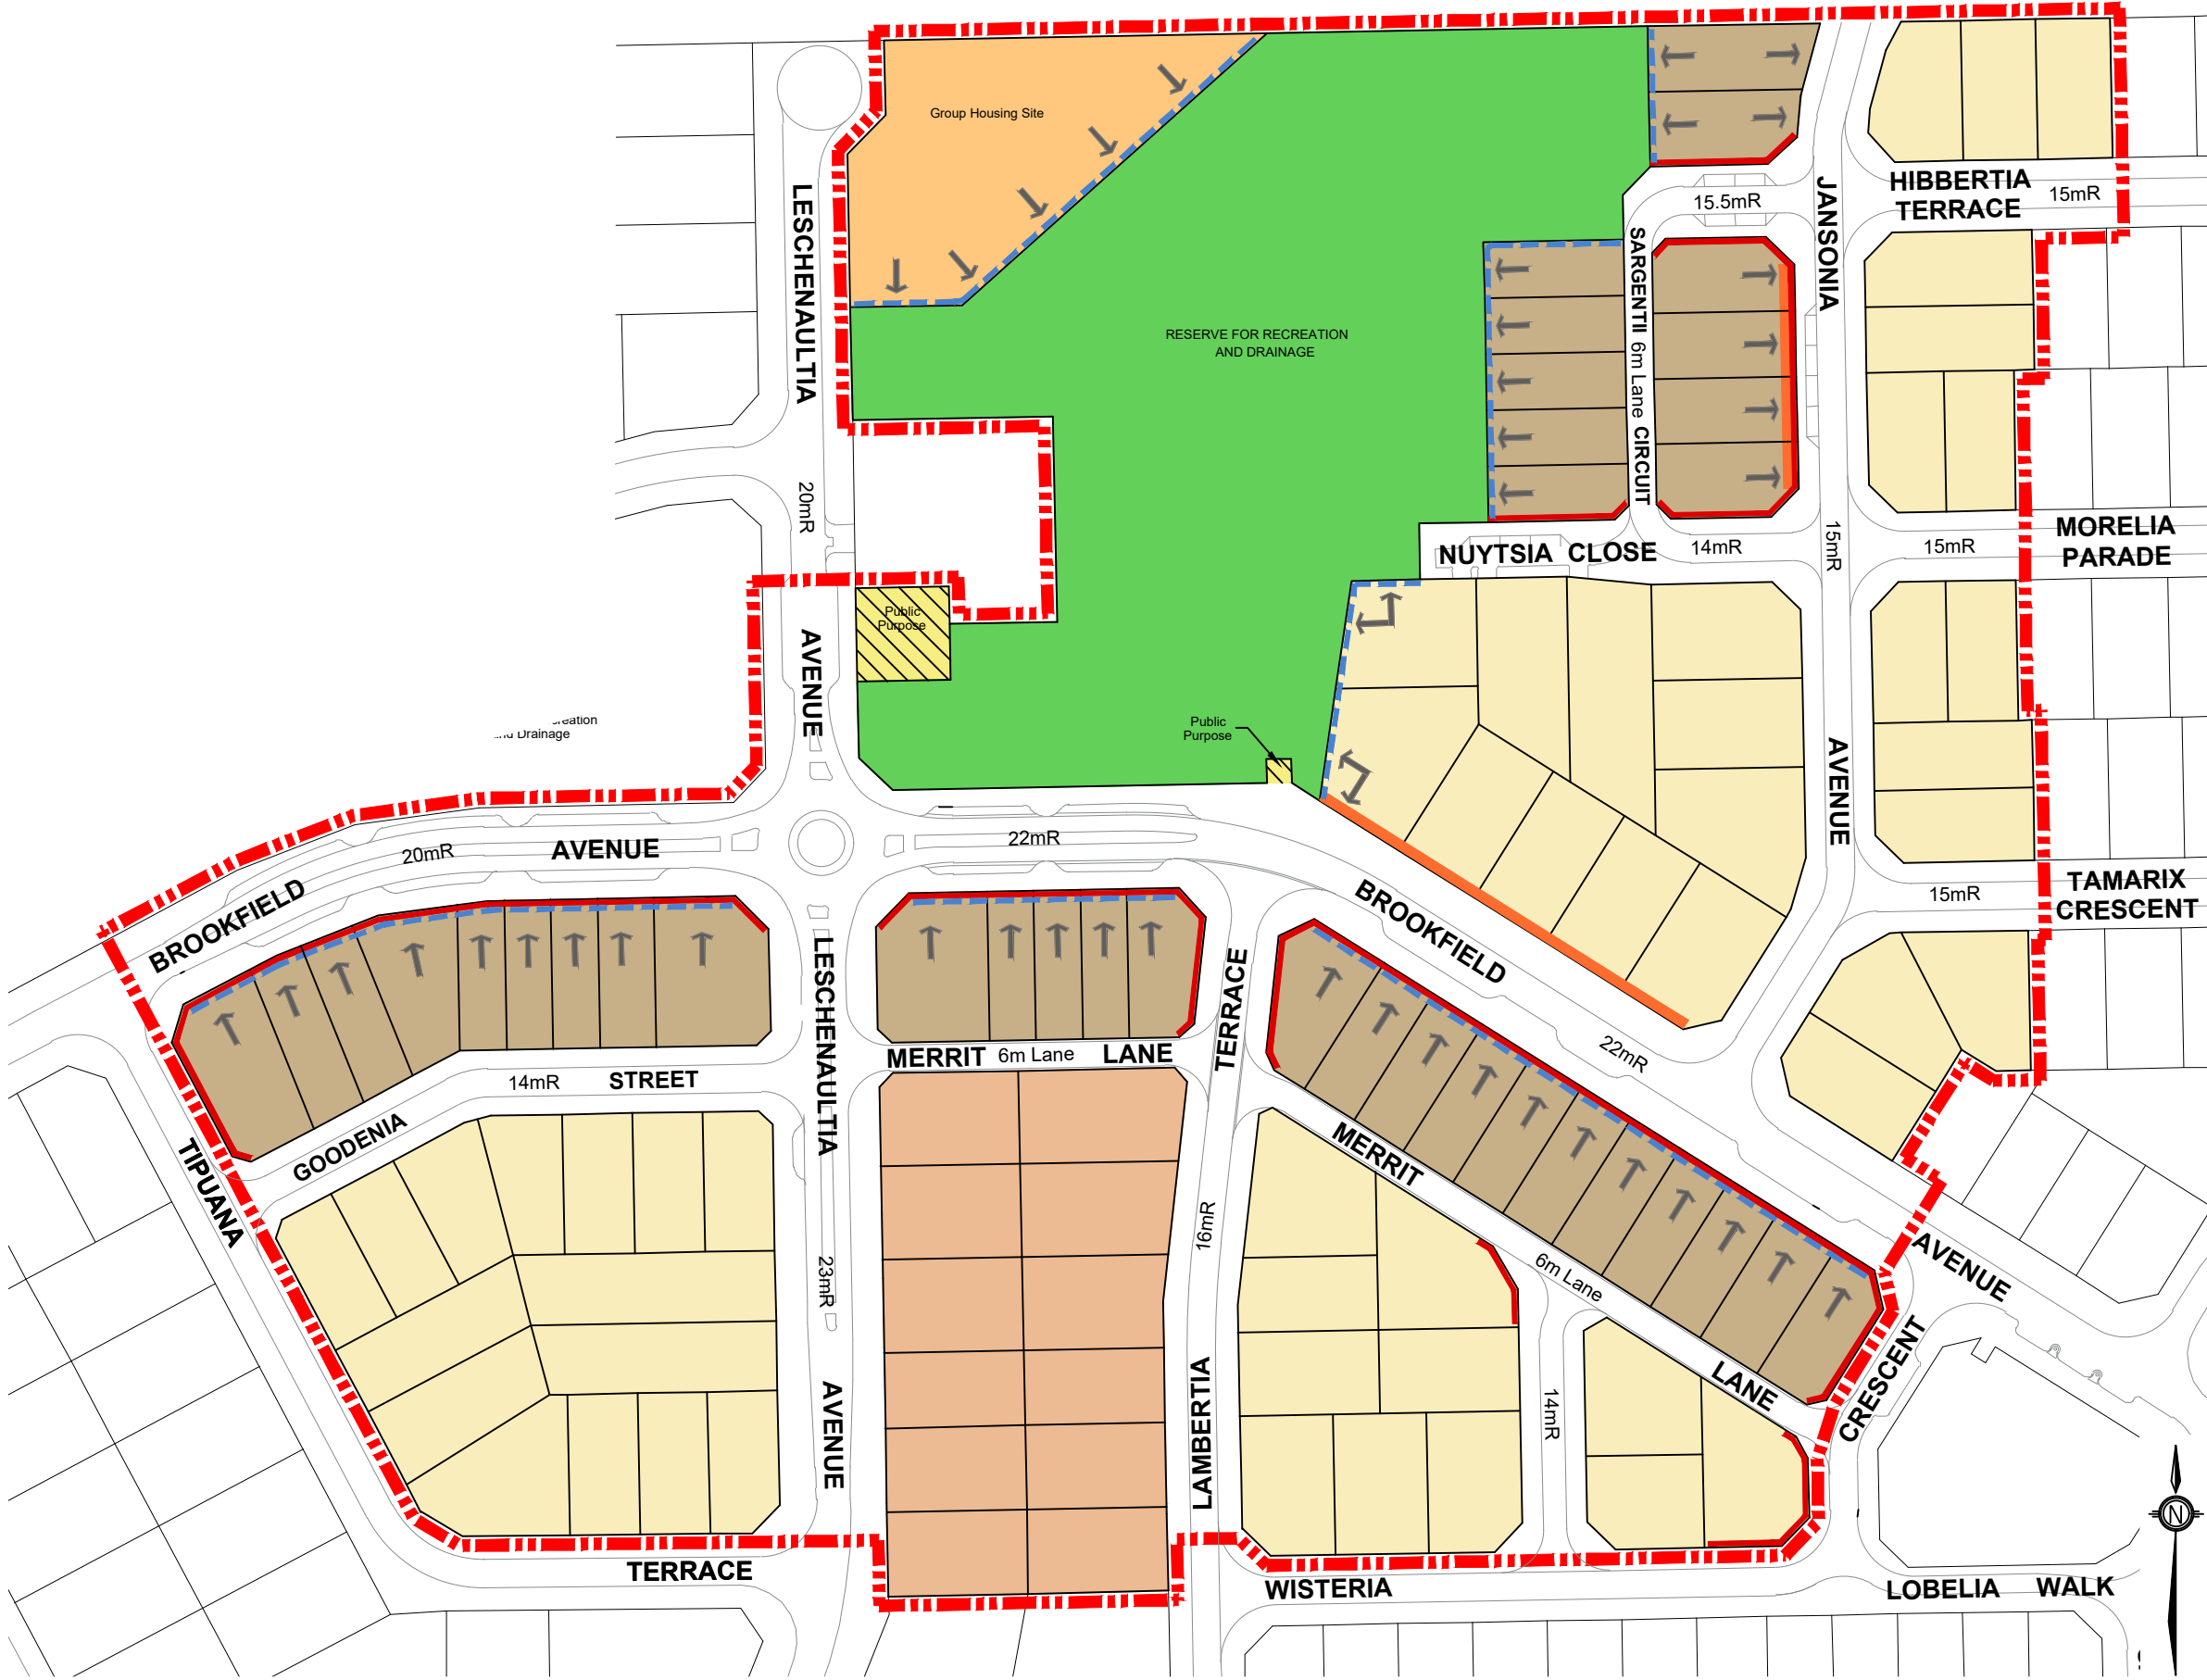 Group Housing Site
LESCHENAULTIA
JANSONIA
HIBBERTIA
TERRACE
15mR
15.5mR
SARGENTII 6m Lane CIRCUIT
RESERVE FOR RECREATION
AND DRAINAGE
20mR
NUYTSIA CLOSE
14mR
15mR
15mR
MORELIA
PARADE
Public
Purpose
AVENUE
Public
Purpose
AVENUE
Drainage
20mR
AVENUE
22mR
BROOKFIELD
BROOKFIELD
15mR
TAMARIX
CRESCENT
LESCHENAULTIA
TERRACE
22mR
MERRIT 6m Lane LANE
14mR STREET
GOODENIA
MERRIT
TIPUANA
16mR
6m Lane
AVENUE
23mR
AVENUE
LAMBERTIA
14mR
LANE
CRESCENT
N
TERRACE
WISTERIA
LOBELIA WALK